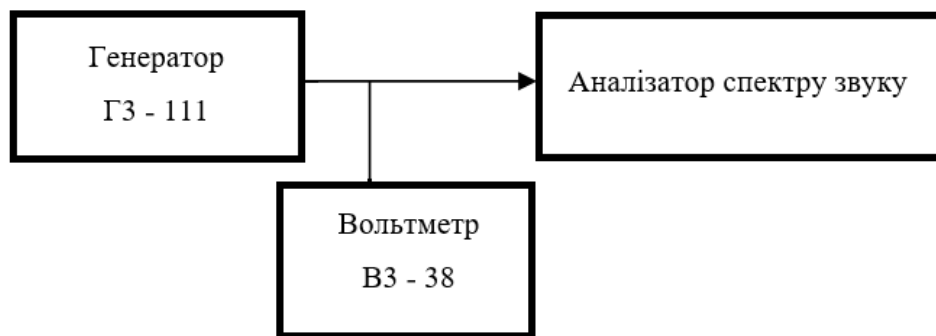 Генератор
Г3 - 111
Аналізатор спектру звуку
Вольтметр
В3 - 38